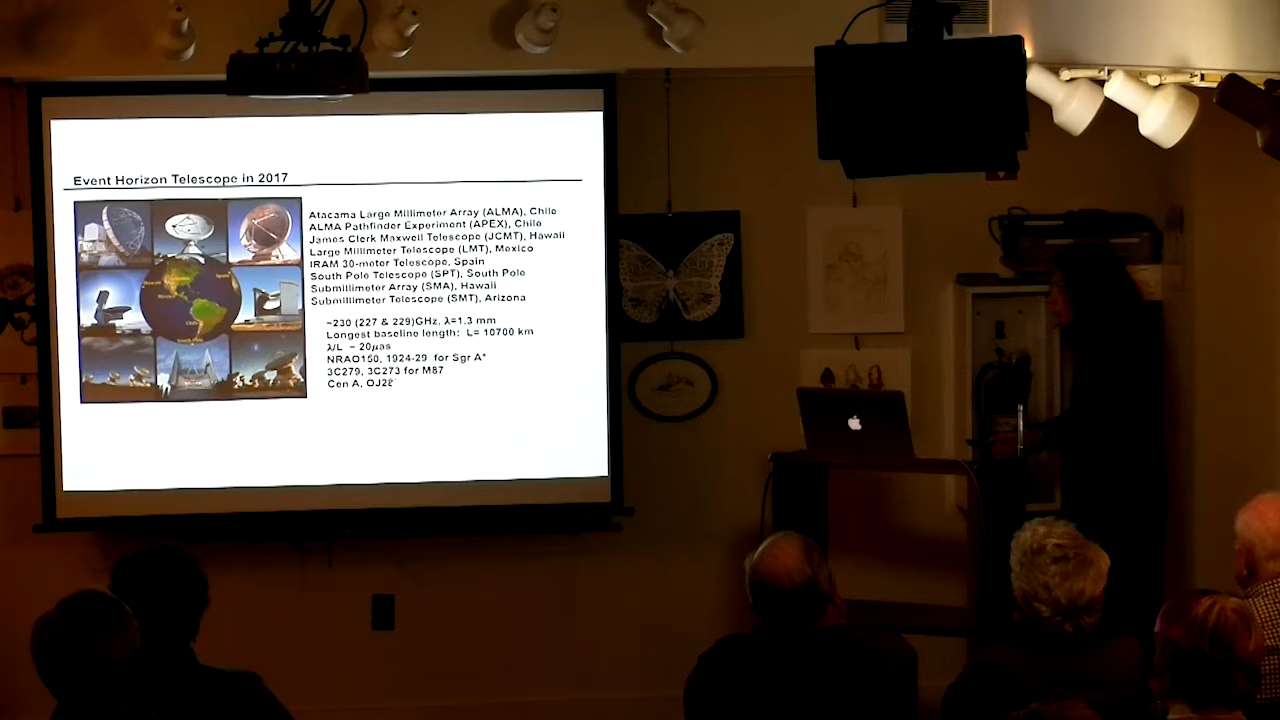 Event Horizon Telescope in 2017
Atacama Large Millimeter Array (ALMA), Chile
ALMA Pathfinder Experiment (APEX), Chile
James Clerk Maxwell Telescope (JCMT), Hawaii
Large Millimeter Telescope (LMT), Mexico
IRAM 30-meter Telescope, Spain
South Pole Telescope (SPT), South Pole
Submillimeter Array (SMA), Hawaii
Submillimeter Telescope (SMT), Arizona
~230 (227 & 229)GHz, λ=1.3 mm
Longest baseline length: L= 10700 km
λ/L ~ 20μas
NRAO150, 1924-29 for Sgr A*
3C279, 3C273 for M87
Cen A,